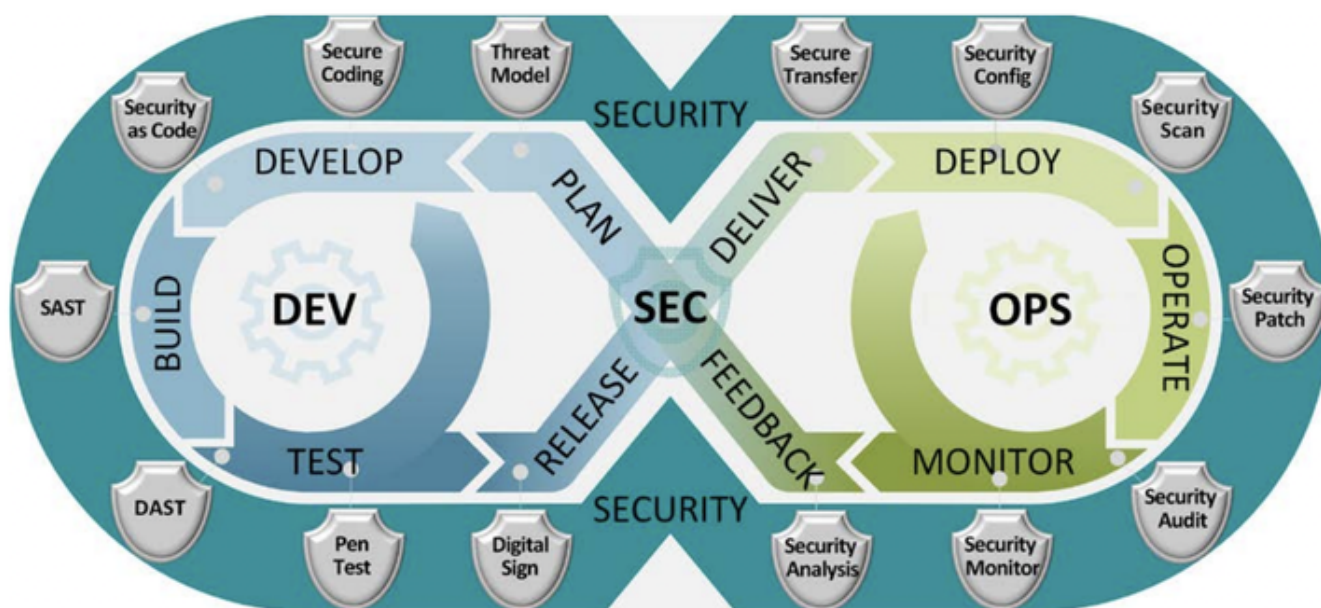 Secure
Coding
Threat
Model
Secure
Transfer
Security
Config
Security
as Code
SECURITY
Security
Scan
DEVELOP
PLAN
DELIVER
DEPLOY
BUILD
OPERATE
SAST
DEV
SEC
OPS
Security
Patch
TEST
RELEASE
FEEDBACK
MONITOR
DAST
SECURITY
Security
Audit
Pen
Test
Digital
Sign
Security
Analysis
Security
Monitor